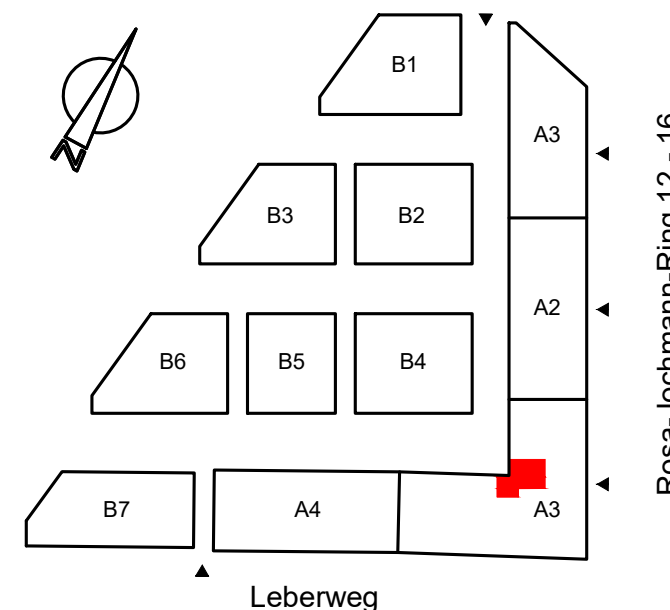 B1
A3
B3
B2
A2
B6
B5
B4
B7
A4
A3
N
Rosa-Jochmann-Ring 12 - 16
Leberweg